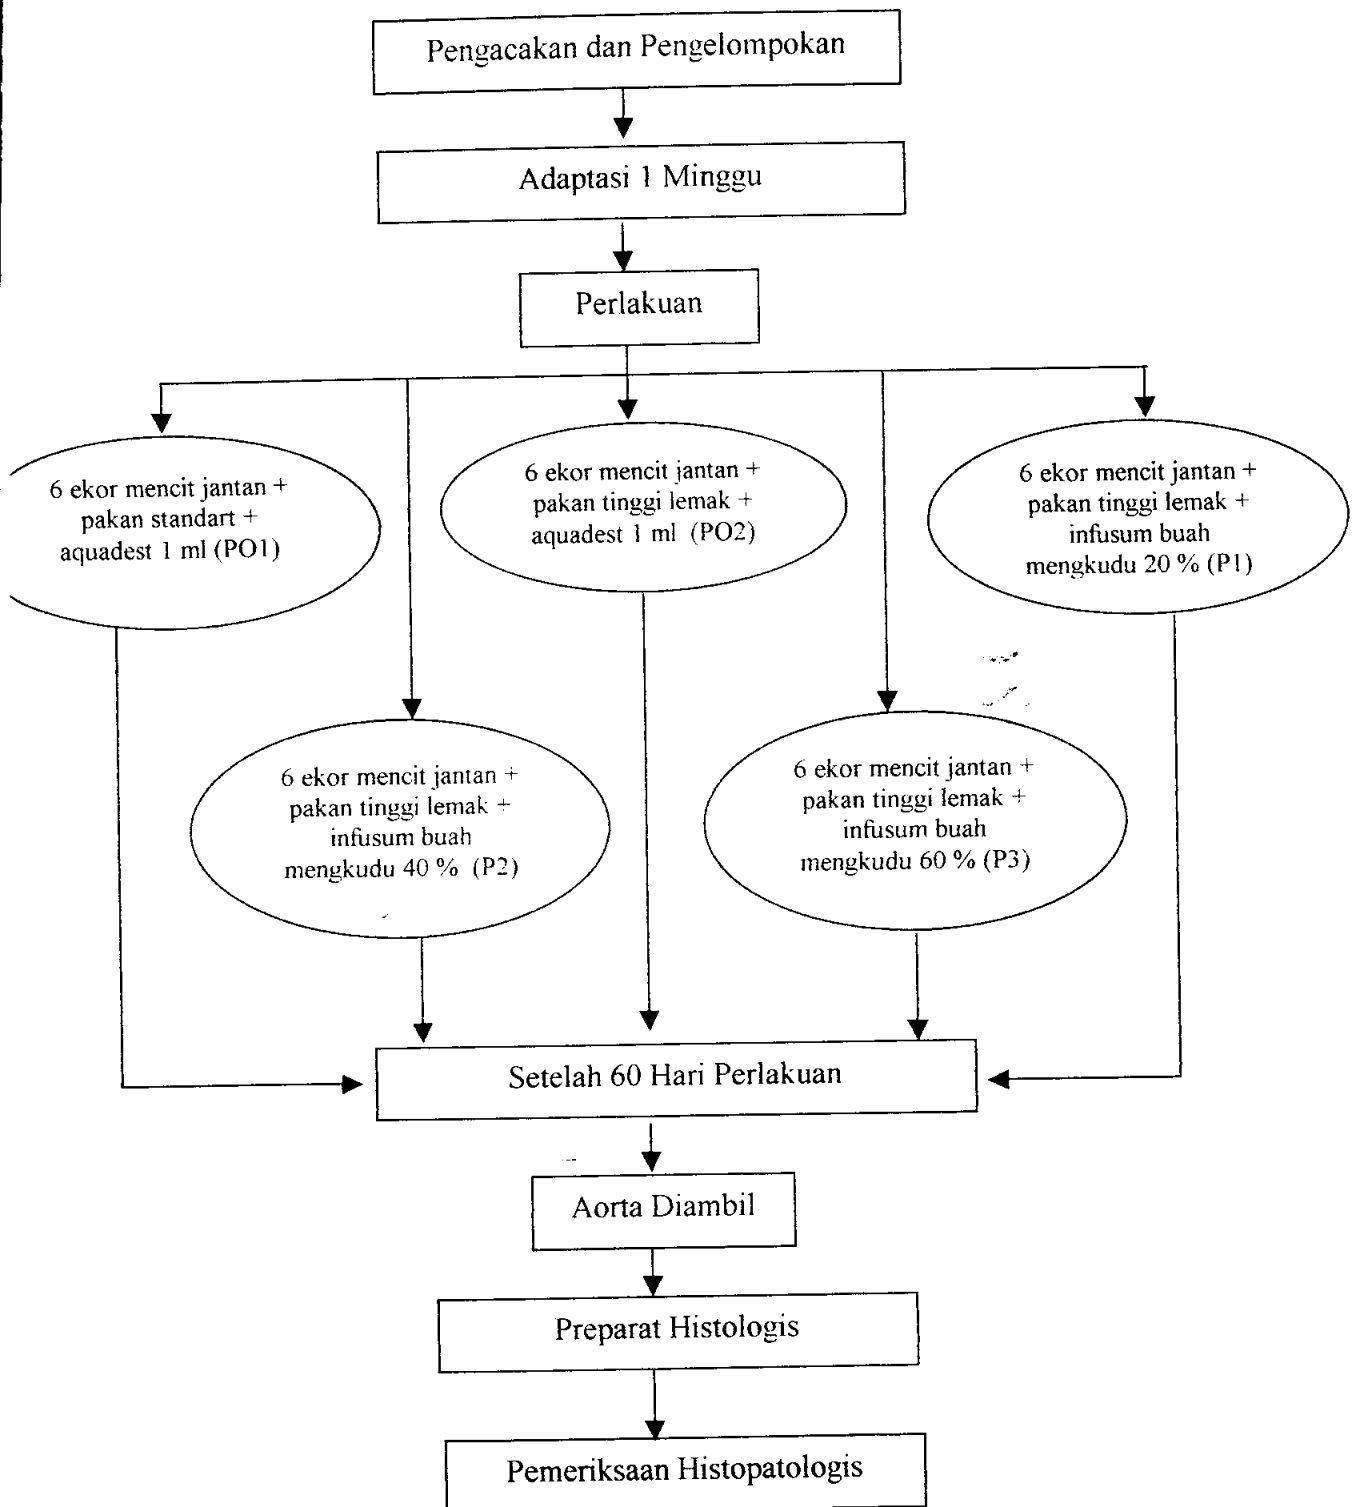 Pengacakan dan Pengelompokan
Adaptasi 1 Minggu
Perlakuan
6 ekor mencit jantan +
pakan standart +
aquadest 1 ml (PO1)
6 ekor mencit jantan +
pakan tinggi lemak +
aquadest 1 ml (PO2)
6 ekor mencit jantan +
pakan tinggi lemak +
infusum buah
mengkudu 20 % (P1)
6 ekor mencit jantan +
pakan tinggi lemak +
infusum buah
mengkudu 40 % (P2)
6 ekor mencit jantan +
pakan tinggi lemak +
infusum buah
mengkudu 60 % (P3)
Setelah 60 Hari Perlakuan
Aorta Diambil
Preparat Histologis
Pemeriksaan Histopatologis